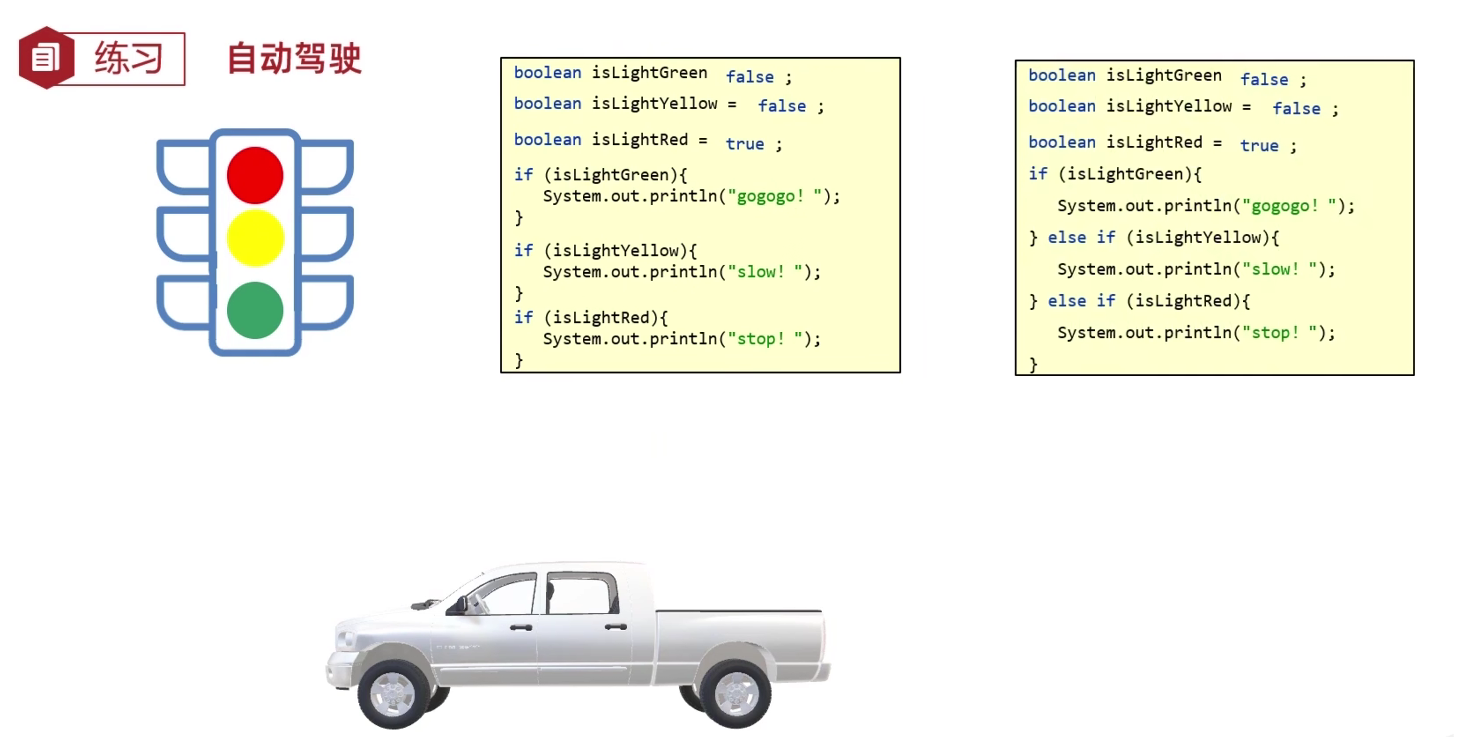 练习
自动驾驶
boolean isLightGreen false ;
boolean isLightYellow = false ;
boolean isLightRed = true ;
if (isLightGreen){
System.out.println("gogogo! ");
}
if (isLightYellow){
System.out.println("slow! ");
}
if (isLightRed){
System.out.println("stop! ");
}
boolean isLightGreen false ;
boolean isLightYellow = false ;
boolean isLightRed = true ;
if (isLightGreen){
System.out.println("gogogo! ");
} else if (isLightYellow){
System.out.println("slow! ");
} else if (isLightRed){
System.out.println("stop! ");
}